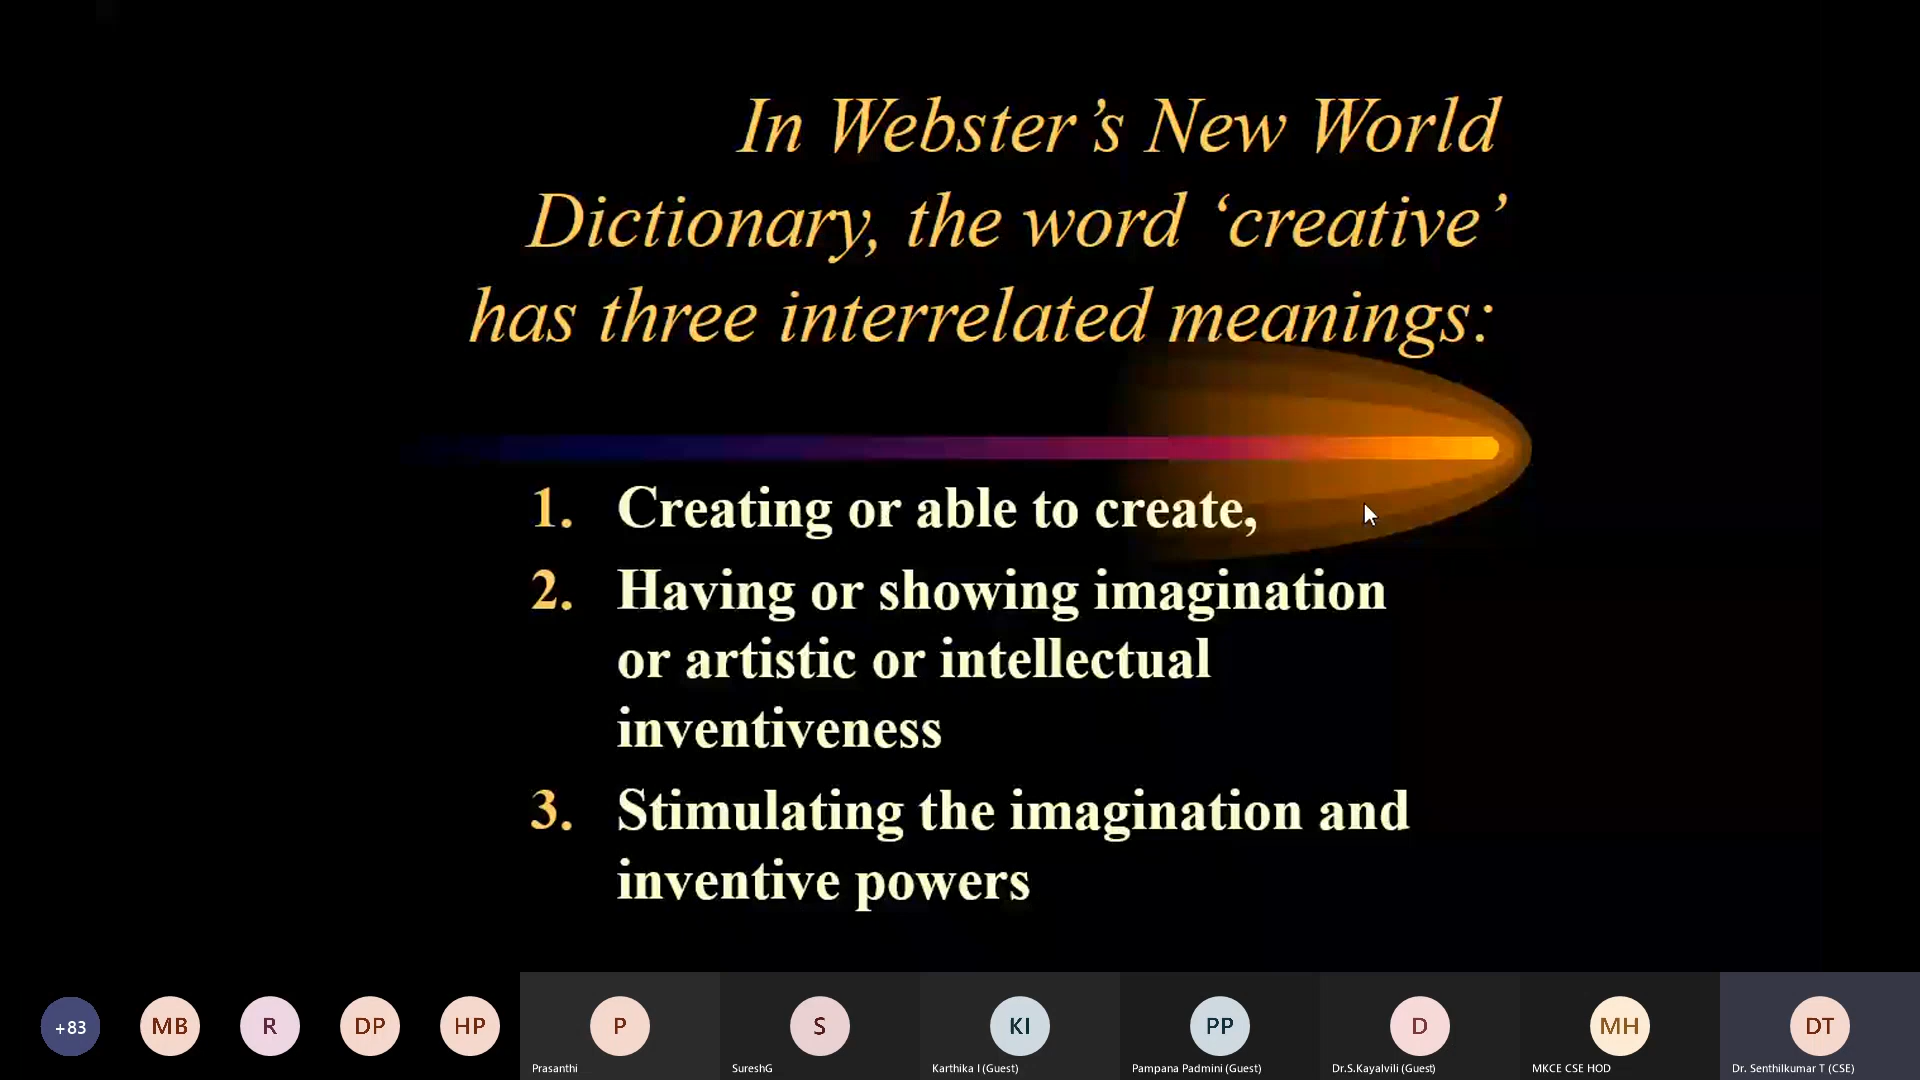 In Webster’s New World
Dictionary, the word ‘creative’
has three interrelated meanings:
1. Creating or able to create,
2. Having or showing imagination
or artistic or intellectual
inventiveness
3. Stimulating the imagination and
inventive powers
+83 MB R DP HP P S KI PP D MH DT
Prasanthi SureshG Karthika I (Guest) Pampana Padmini (Guest) Dr.S.Kayalvili (Guest) MKCE CSE HOD Dr. Senthilkumar T (CSE)